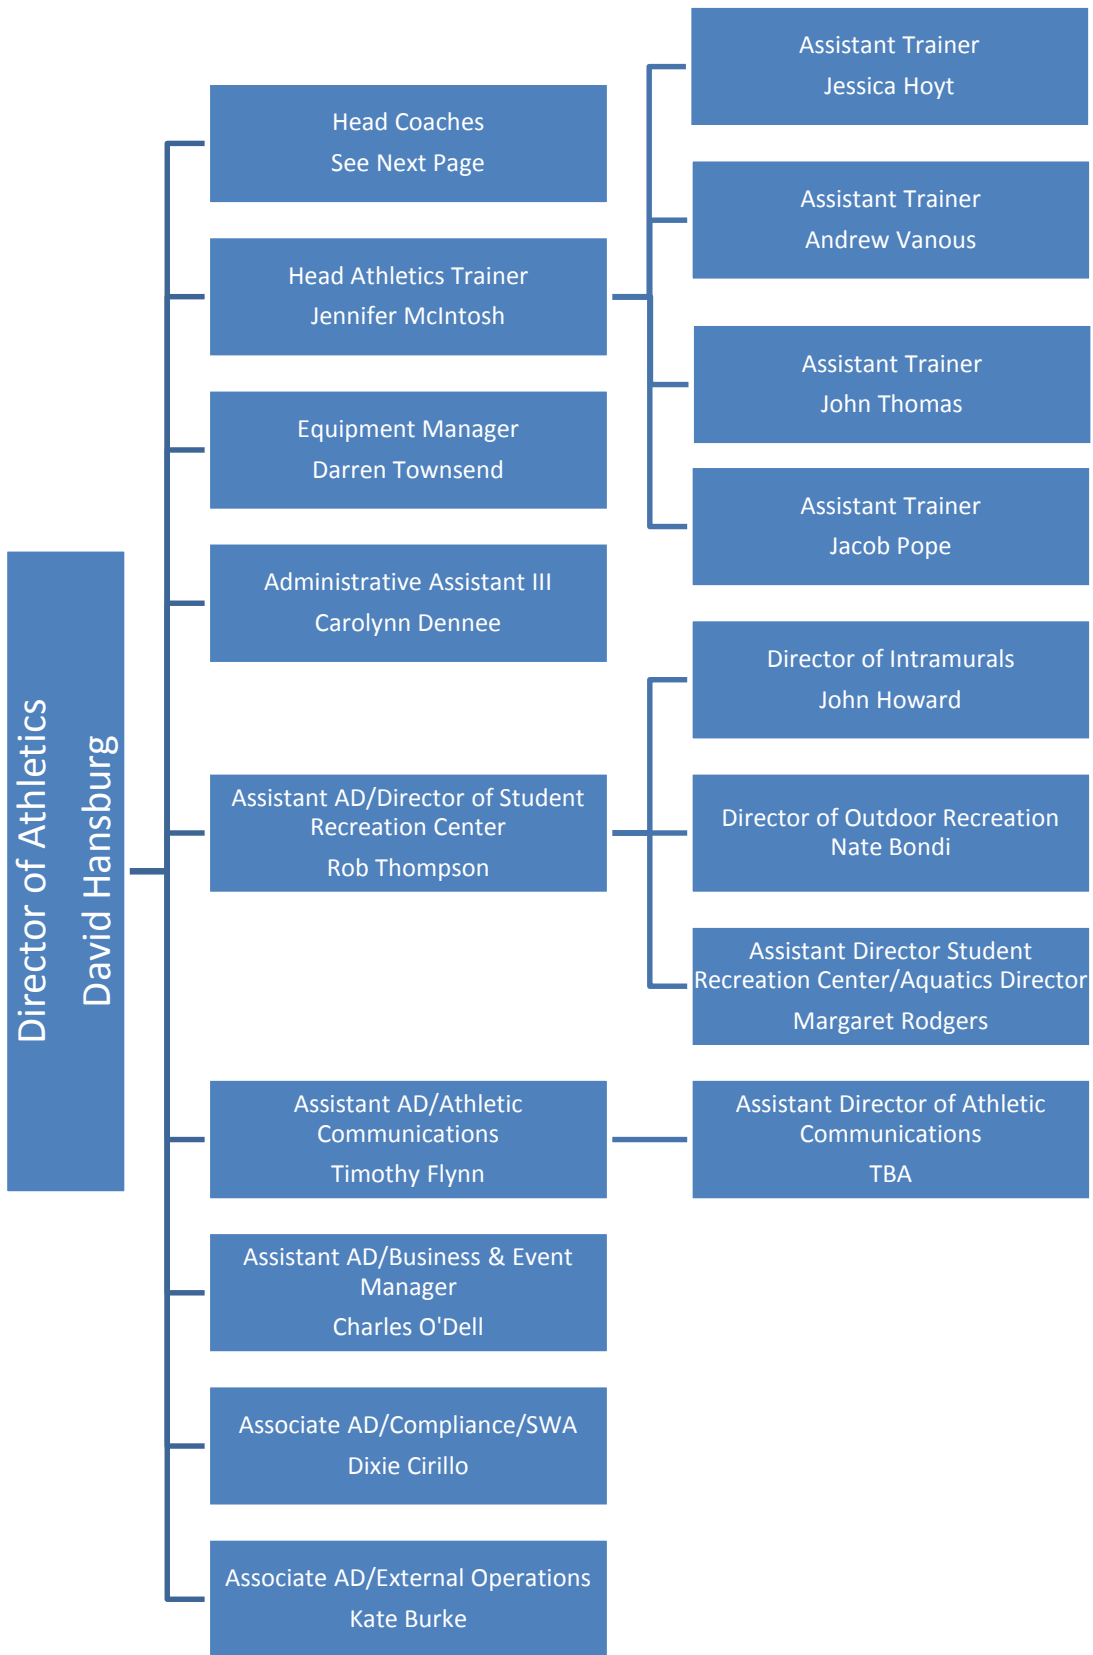 Director of Athletics
David Hansburg
Head Coaches
See Next Page
Head Athletics Trainer
Jennifer McIntosh
Assistant Trainer
Jessica Hoyt
Assistant Trainer
Andrew Vanous
Assistant Trainer
John Thomas
Assistant Trainer
Jacob Pope
Equipment Manager
Darren Townsend
Administrative Assistant III
Carolynn Dennee
Assistant AD/Director of Student
Recreation Center
Rob Thompson
Director of Intramurals
John Howard
Director of Outdoor Recreation
Nate Bondi
Assistant Director Student
Recreation Center/Aquatics Director
Margaret Rodgers
Assistant AD/Athletic
Communications
Timothy Flynn
Assistant Director of Athletic
Communications
TBA
Assistant AD/Business & Event
Manager
Charles O'Dell
Associate AD/Compliance/SWA
Dixie Cirillo
Associate AD/External Operations
Kate Burke